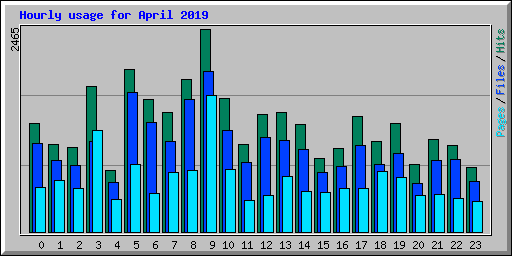 Hourly usage for April 2019
2465
Pages / Files / Hits
0 1 2 3 4 5 6 7 8 9 10 11 12 13 14 15 16 17 18 19 20 21 22 23